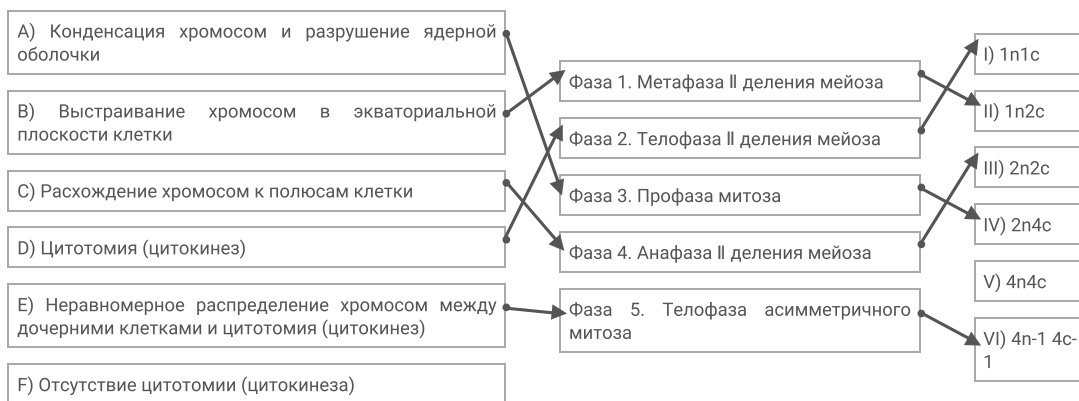 А) Конденсация хромосом и разрушение ядерной
оболочки
В) Выстраивание хромосом в экваториальной
плоскости клетки
С) Расхождение хромосом к полюсам клетки
D) Цитотомия (цитокинез)
Е) Неравномерное распределение хромосом между
дочерними клетками и цитотомия (цитокинез)
F) Отсутствие цитотомии (цитокинеза)
Фаза 1. Метафаза II деления мейоза
Фаза 2. Телофаза II деления мейоза
Фаза 3. Профаза митоза
Фаза 4. Анафаза II деления мейоза
Фаза 5. Телофаза асимметричного
митоза
I) 1n1c
II) 1n2c
III) 2n2c
IV) 2n4c
V) 4n4c
VI) 4n-1 4c-
1